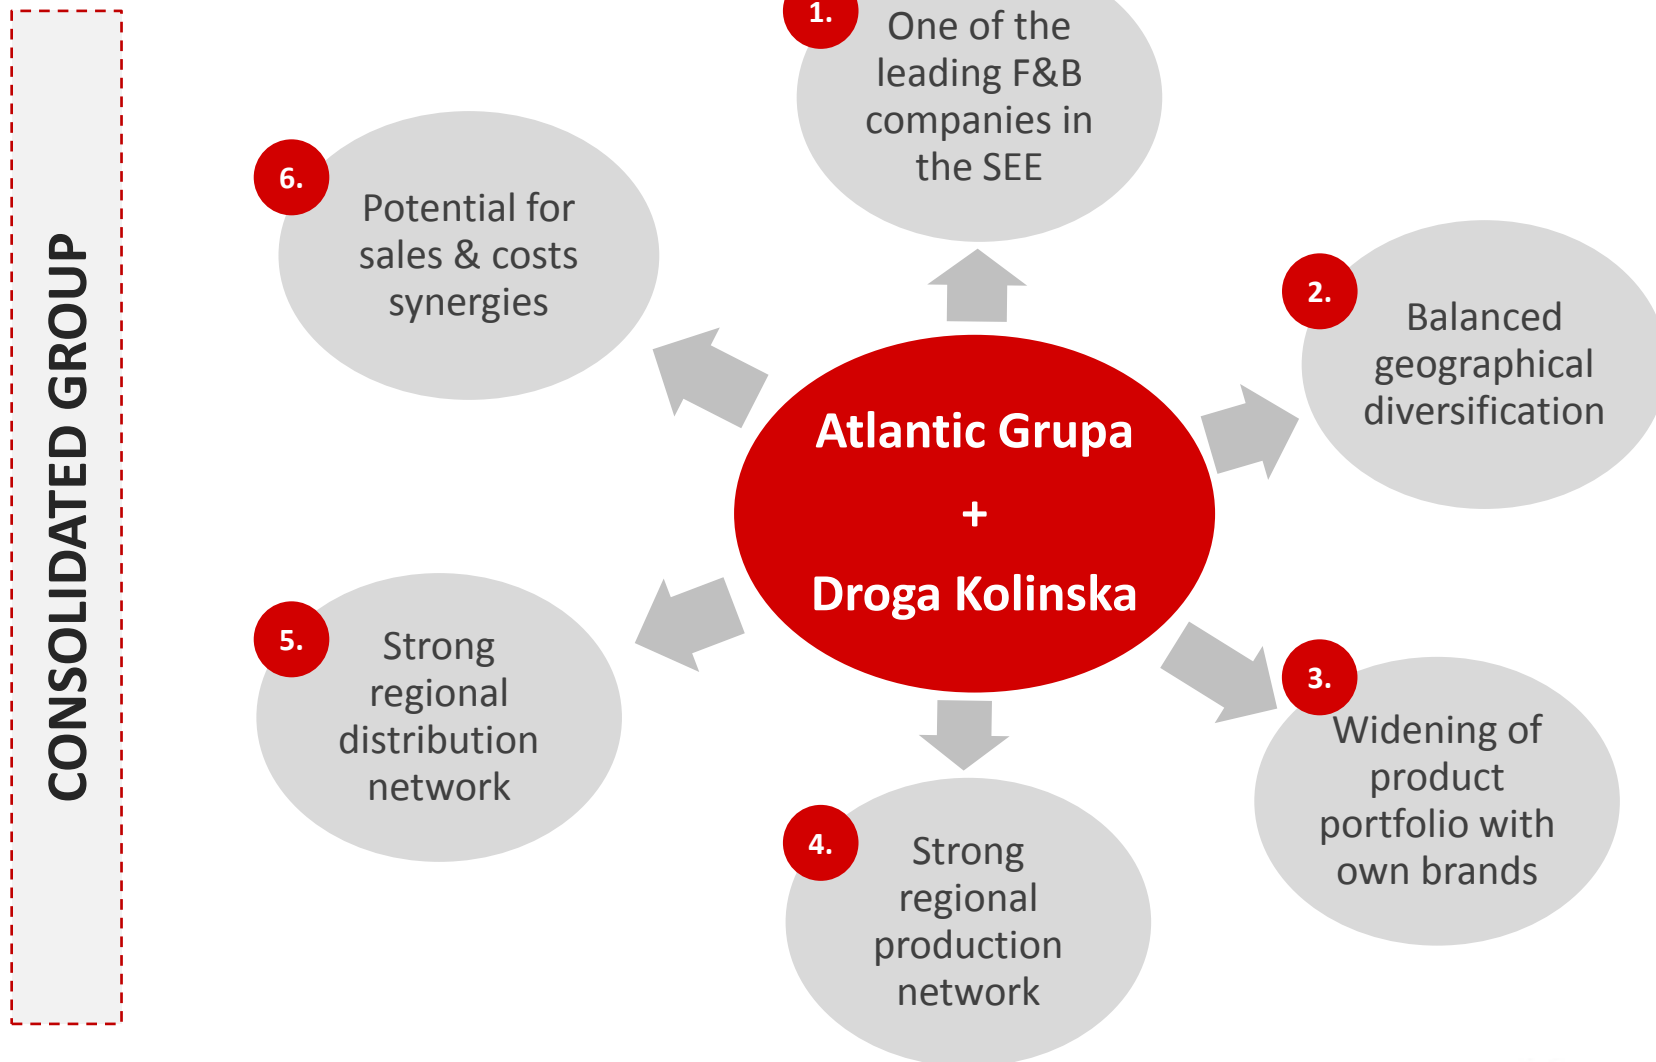 CONSOLIDATED GROUP
Atlantic Grupa
+
Droga Kolinska
1.
One of the
leading F&B
companies in
the SEE
2.
Balanced
geographical
diversification
3.
Widening of
product
portfolio with
own brands
4.
Strong
regional
production
network
5.
Strong
regional
distribution
network
6.
Potential for
sales & costs
synergies